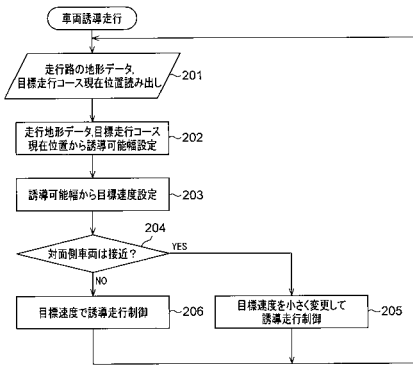 車両誘導走行
走行路の地形データ,
目標走行コース現在位置読み出し
201
走行地形データ,目標走行コース
現在位置から誘導可能幅設定
202
誘導可能幅から目標速度設定
203
204
対面側車両は接近?
YES
NO
目標速度で誘導走行制御
206
目標速度を小さく変更して
誘導走行制御
205